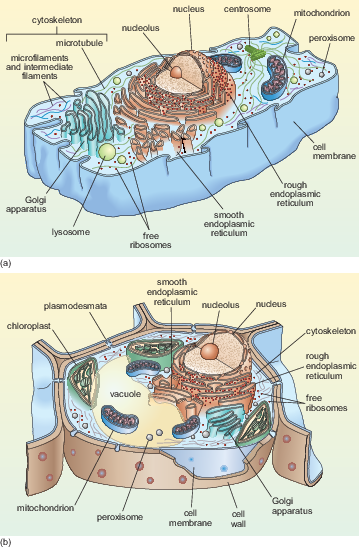 cytoskeleton
nucleus
centrosome
mitochondrion
nucleolus
peroxisome
microtubule
microfilaments
and intermediate
filaments
cell
membrane
Golgi
apparatus
rough
endoplasmic
reticulum
lysosome
free
ribosomes
smooth
endoplasmic
reticulum
(a)
smooth
endoplasmic
reticulum
plasmodesmata
nucleolus
nucleus
chloroplast
cytoskeleton
rough
endoplasmic
reticulum
vacuole
free
ribosomes
mitochondrion
peroxisome
cell
membrane
cell
wall
Golgi
apparatus
(b)